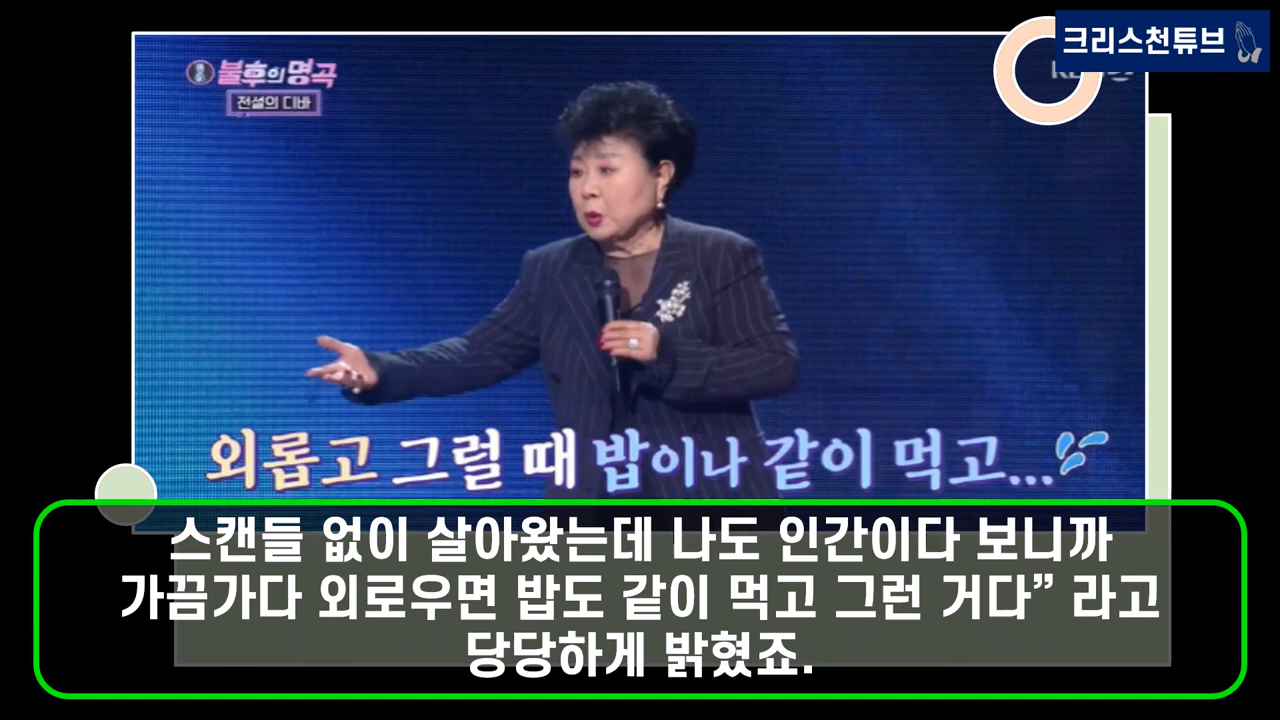 크리스천튜브
불후의 명곡
전설의 디바
외롭고 그럴 때 밥이나 같이 먹고...
스캔들 없이 살아왔는데 나도 인간이다 보니까
가끔가다 외로우면 밥도 같이 먹고 그런 거다” 라고
당당하게 밝혔죠.